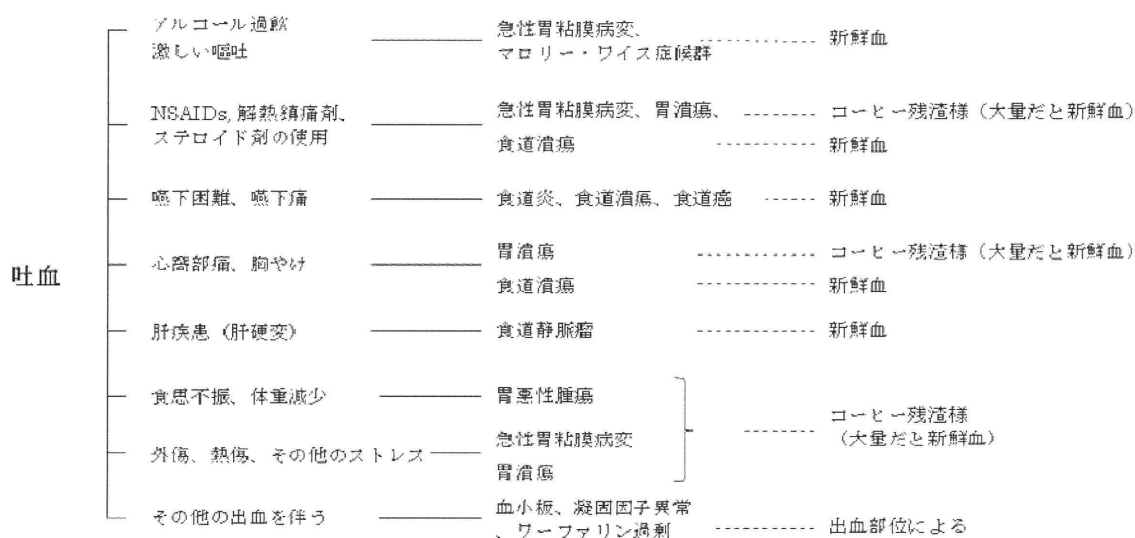 吐血
アルコール過飲
激しい嘔吐
急性胃粘膜病変、
マロリー・ワイス症候群
新鮮血
NSAIDs, 解熱鎮痛剤、
ステロイド剤の使用
急性胃粘膜病変、胃潰瘍、
コーヒー残渣様（大量だと新鮮血）
食道潰瘍
新鮮血
嚥下困難、嚥下痛
食道炎、食道潰瘍、食道癌
新鮮血
心窩部痛、胸やけ
胃潰瘍
コーヒー残渣様（大量だと新鮮血）
食道潰瘍
新鮮血
肝疾患（肝硬変）
食道静脈瘤
新鮮血
食思不振、体重減少
胃悪性腫瘍
外傷、熱傷、その他のストレス
急性胃粘膜病変
胃潰瘍
コーヒー残渣様
（大量だと新鮮血）
その他の出血を伴う
血小板、凝固因子異常
、ワーファリン過剰
出血部位による